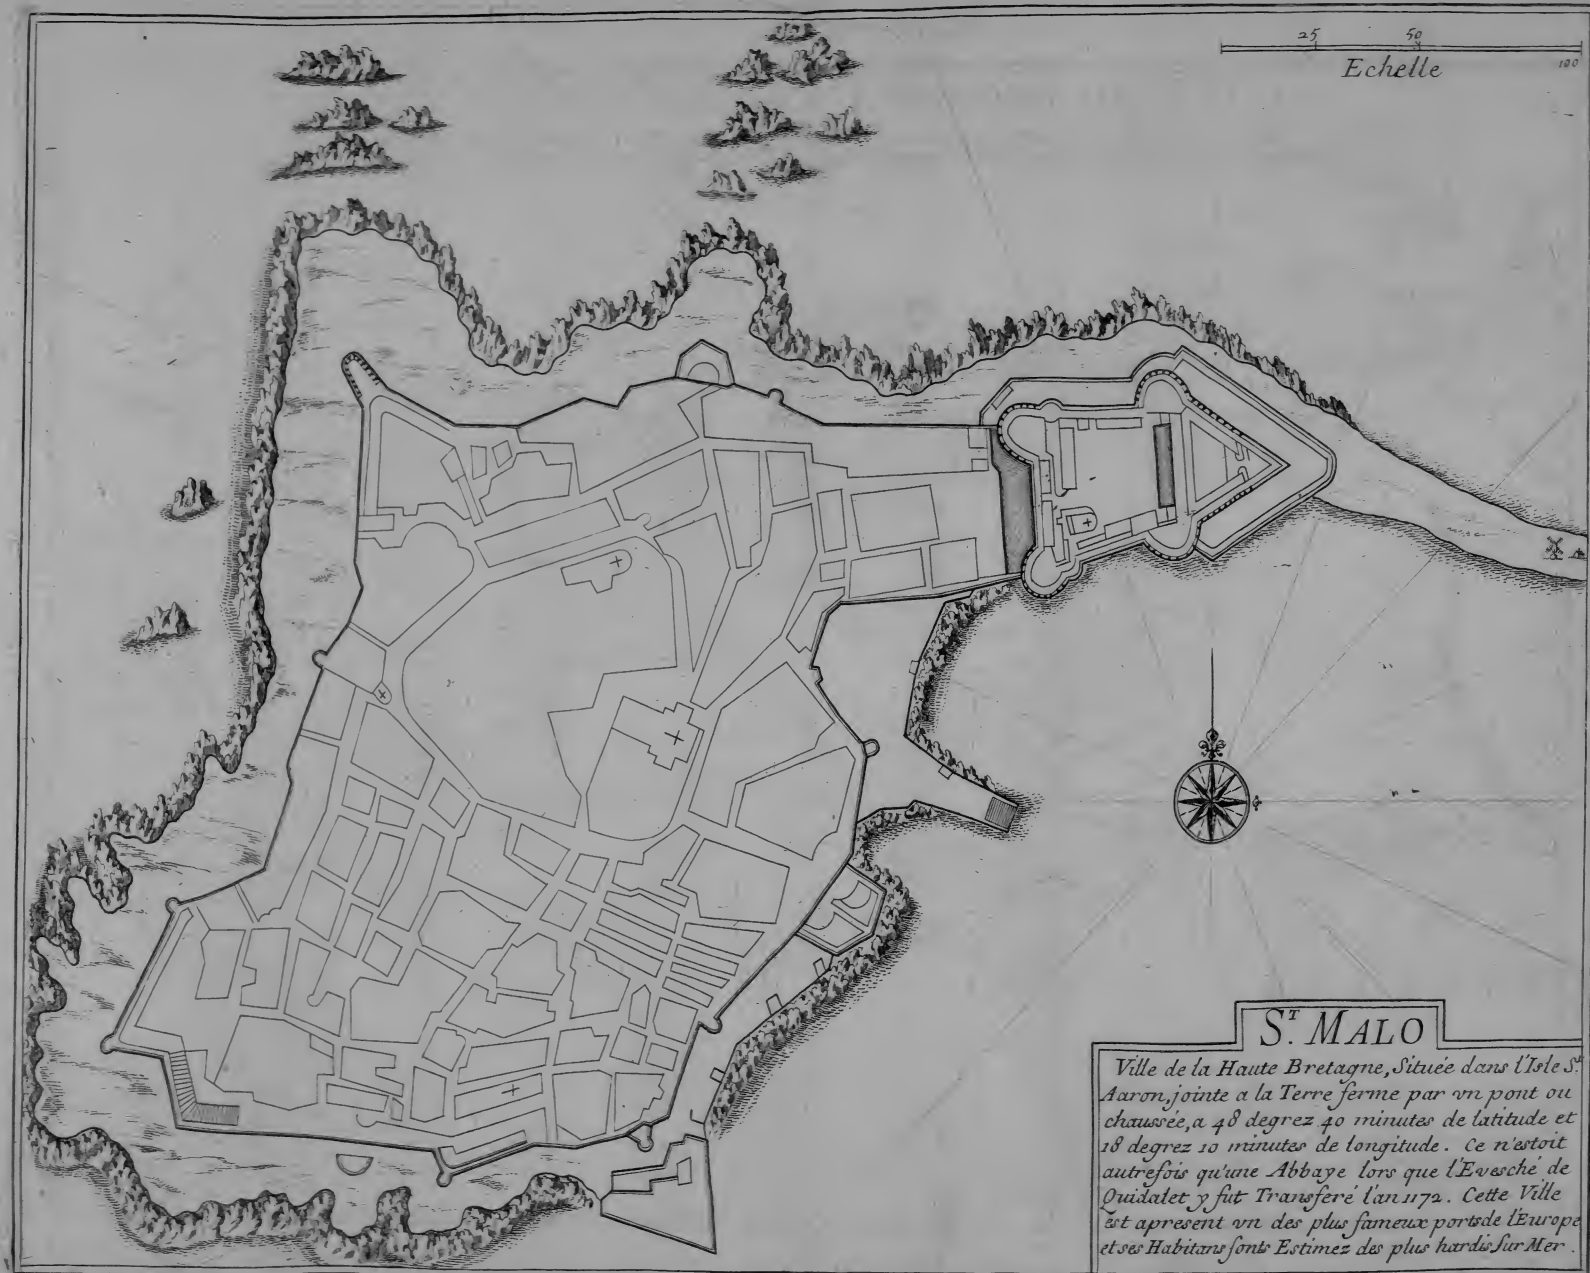 25 50 100
Echelle
S.T MALO
Ville de la Haute Bretagne, Située dans l'Isle S.t
Aaron, jointe a la Terre ferme par vn pont ou
chaussée, a 48 degrez 40 minutes de latitude et
18 degrez 10 minutes de longitude. Ce n'estoit
autrefois qu'une Abbaye lors que l'Evesché de
Quidalet y fut Transferé l'an 1172. Cette Ville
est apresent vn des plus fameux ports de l'Europe
et ses Habitans sonts Estimez des plus hardis sur Mer.